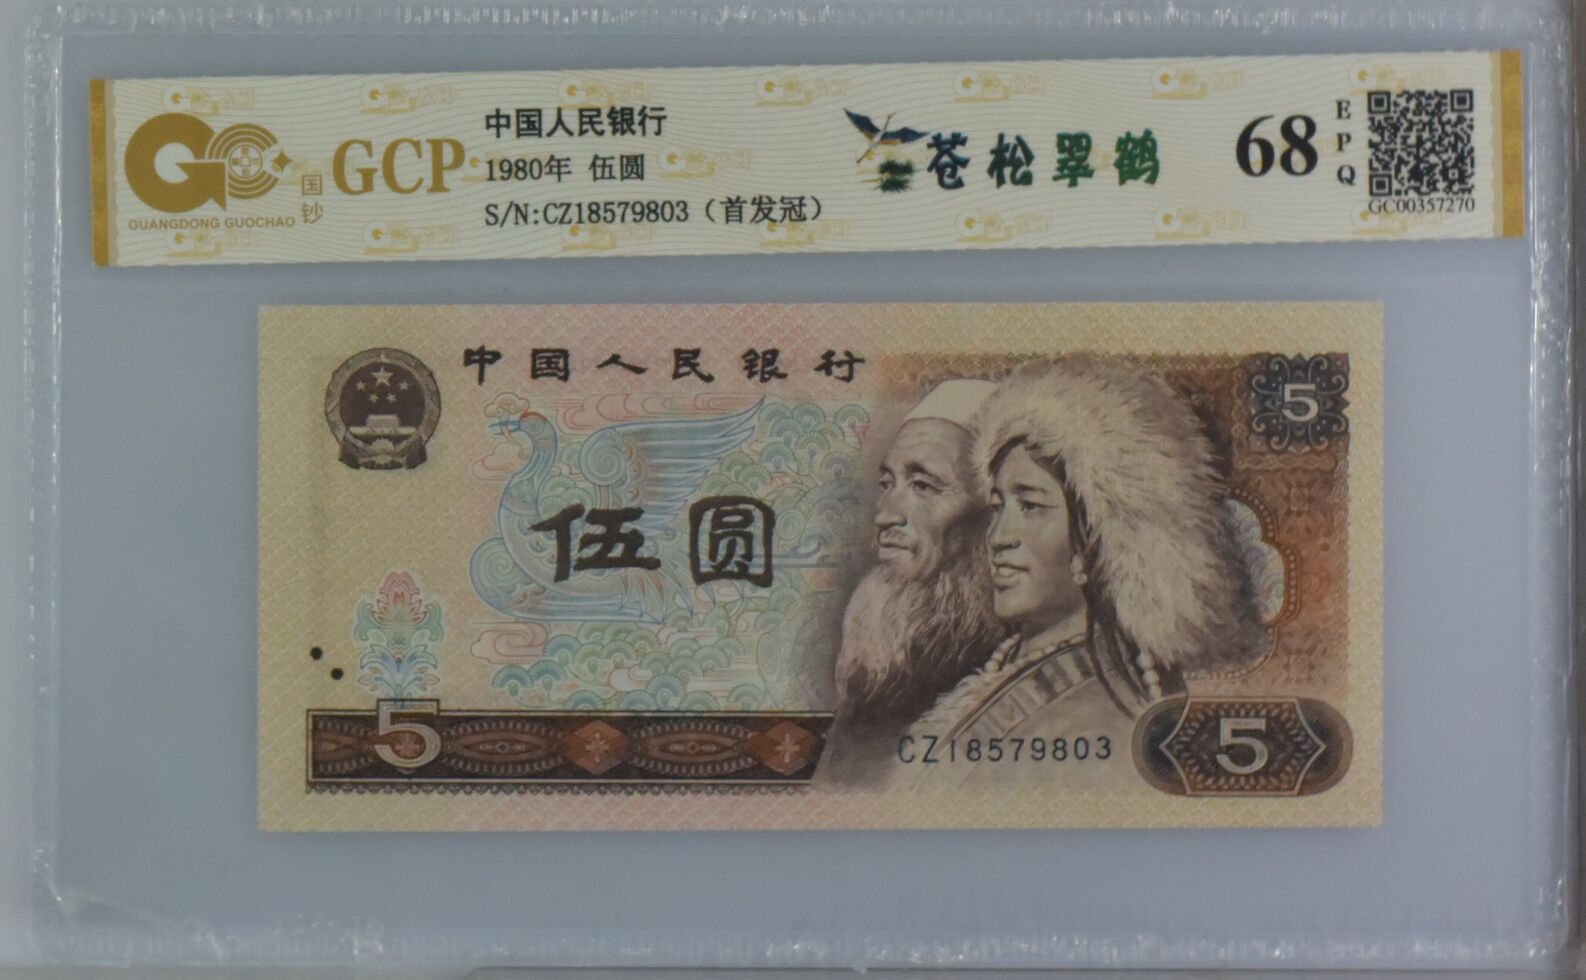 GCP
GUANGDONG GUOCHAO
国钞
中国人民银行
1980年 伍圆
S/N:CZ18579803（首发冠）
苍松翠鹤
68
EPQ
GC00357270
中国人民银行
5
伍圆
5
CZ18579803
5